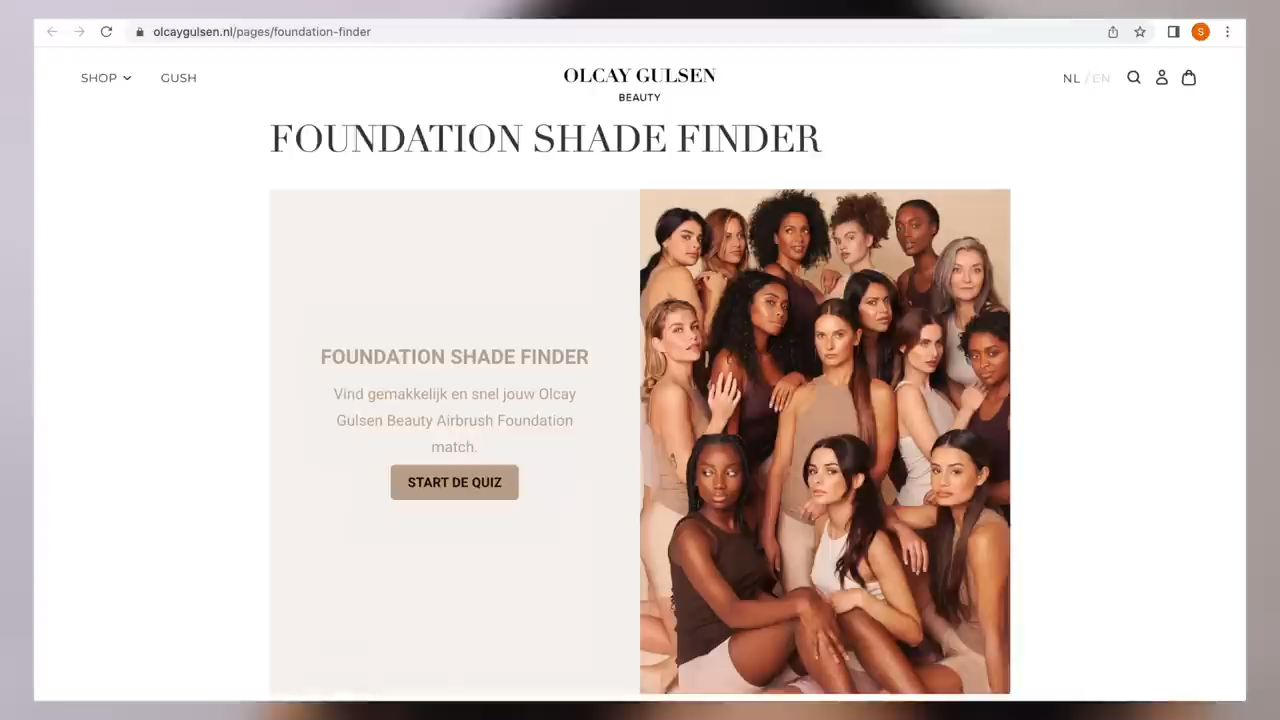 olcaygulsen.nl/pages/foundation-finder
S
SHOP
GUSH
OLCAY GULSEN
BEAUTY
NL / EN
FOUNDATION SHADE FINDER
FOUNDATION SHADE FINDER
Vind gemakkelijk en snel jouw Olcay
Gulsen Beauty Airbrush Foundation
match.
START DE QUIZ